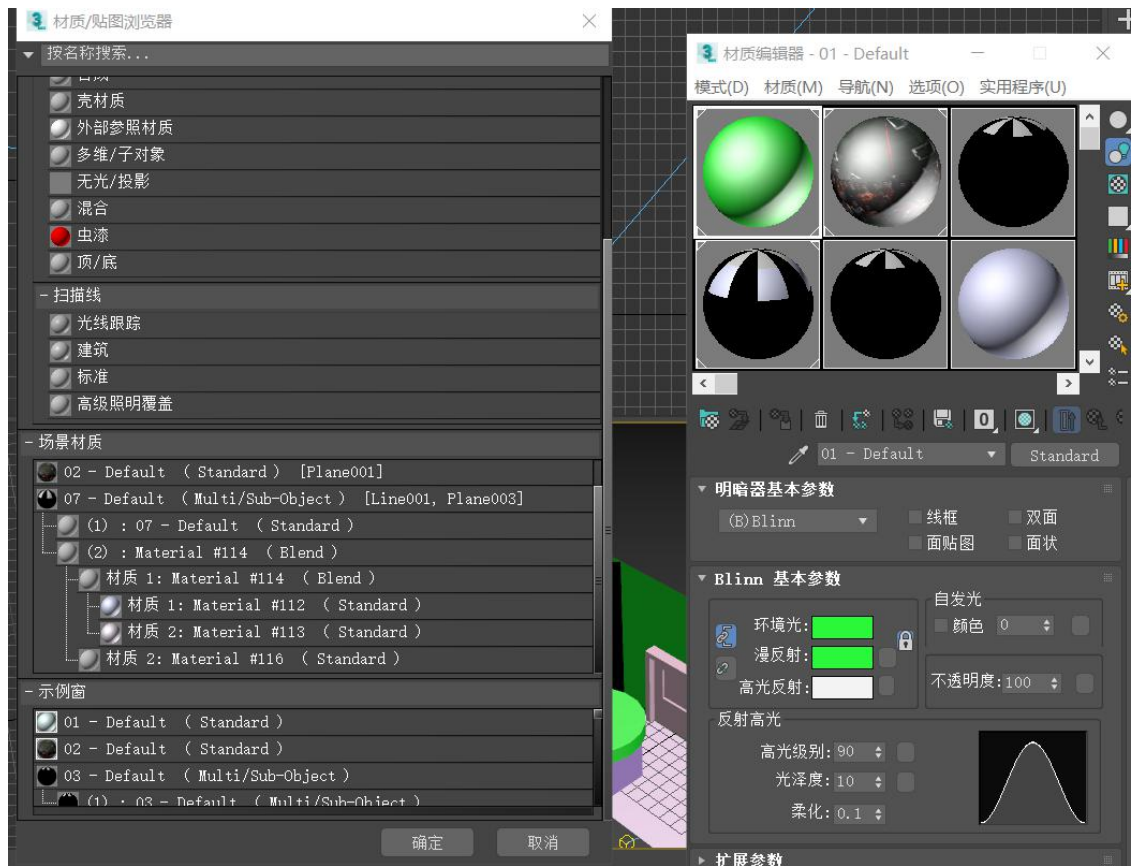 材质/贴图浏览器
按名称搜索...
合成
壳材质
外部参照材质
多维/子对象
无光/投影
混合
虫漆
顶/底
- 扫描线
光线跟踪
建筑
标准
高级照明覆盖
- 场景材质
02 - Default ( Standard ) [Plane001]
07 - Default ( Multi/Sub-Object ) [Line001, Plane003]
(1) : 07 - Default ( Standard )
(2) : Material #114 ( Blend )
材质 1: Material #114 ( Blend )
材质 1: Material #112 ( Standard )
材质 2: Material #113 ( Standard )
材质 2: Material #116 ( Standard )
- 示例窗
01 - Default ( Standard )
02 - Default ( Standard )
03 - Default ( Multi/Sub-Object )
(1) : 03 - Default ( Multi/Sub-Object )
确定 取消
材质编辑器 - 01 - Default
模式(D) 材质(M) 导航(N) 选项(O) 实用程序(U)
0
01 - Default Standard
明暗器基本参数
(B)Blinn 线框 双面
面贴图 面状
Blinn 基本参数
自发光
环境光: 颜色 0
漫反射:
高光反射: 不透明度: 100
反射高光
高光级别: 90
光泽度: 10
柔化: 0.1
扩展参数